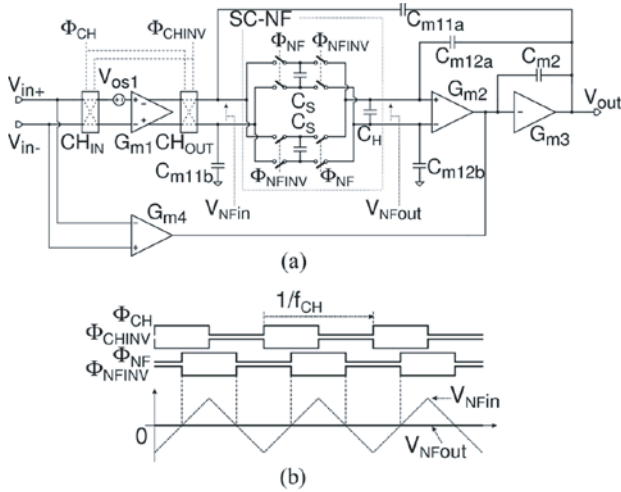 SC-NF
C_m11a
Φ_CH Φ_CHINV
Φ_NF Φ_NFINV
C_m12a
V_in+ V_os1
C_S
G_m2 C_m2
V_out
V_in- CH_IN G_m1 CH_OUT
C_S
C_H
G_m3
C_m11b
Φ_NFINV Φ_NF
C_m12b
V_NFin V_NFout
G_m4
(a)
1/f_CH
Φ_CH
Φ_CHINV
Φ_NF
Φ_NFINV
V_NFin
0
V_NFout
(b)